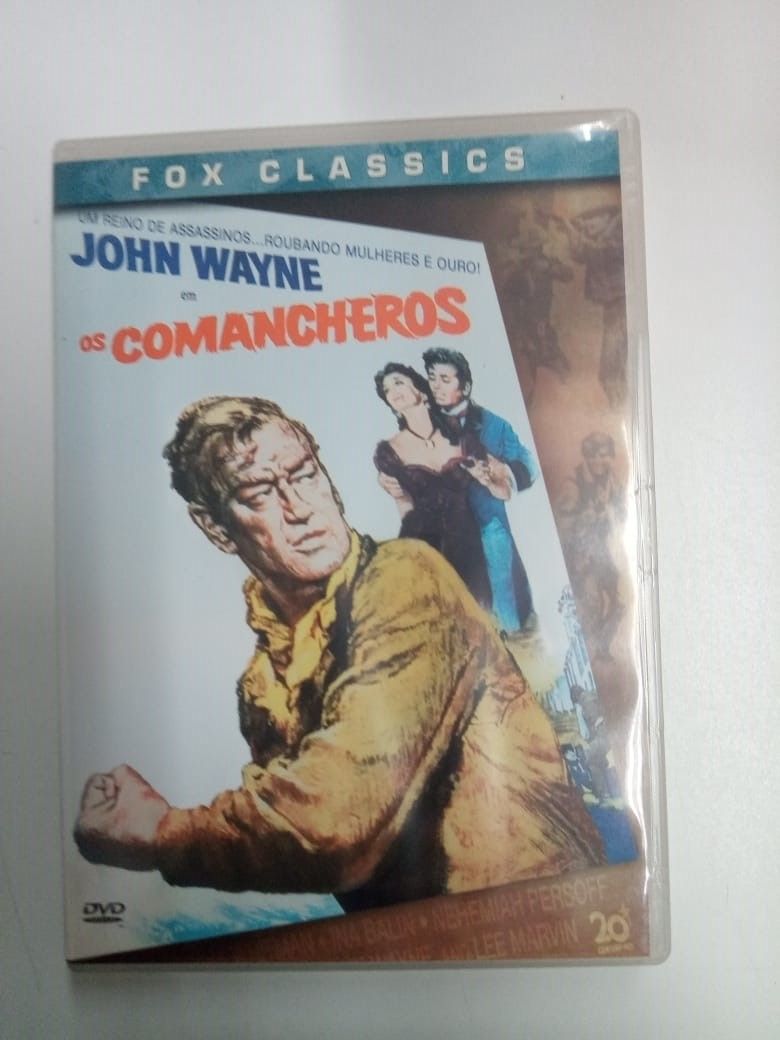 FOX CLASSICS
UM REINO DE ASSASSINOS...ROUBANDO MULHERES E OURO!
JOHN WAYNE
em
OS COMANCHEROS
INA BALIN • NEHEMIAH PERSOFF
LEE MARVIN
DVD
20